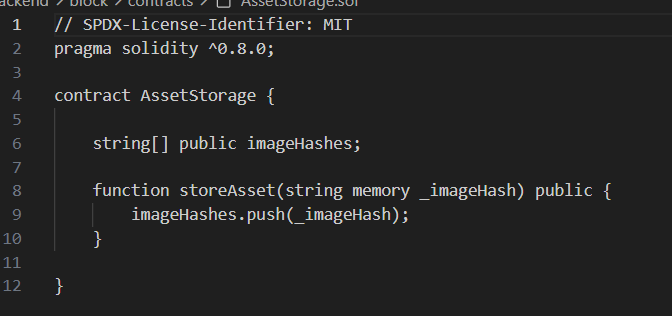 backend > block > contracts > AssetStorage.sol
1 // SPDX-License-Identifier: MIT
2 pragma solidity ^0.8.0;
3
4 contract AssetStorage {
5
6 string[] public imageHashes;
7
8 function storeAsset(string memory _imageHash) public {
9 imageHashes.push(_imageHash);
10 }
11
12 }